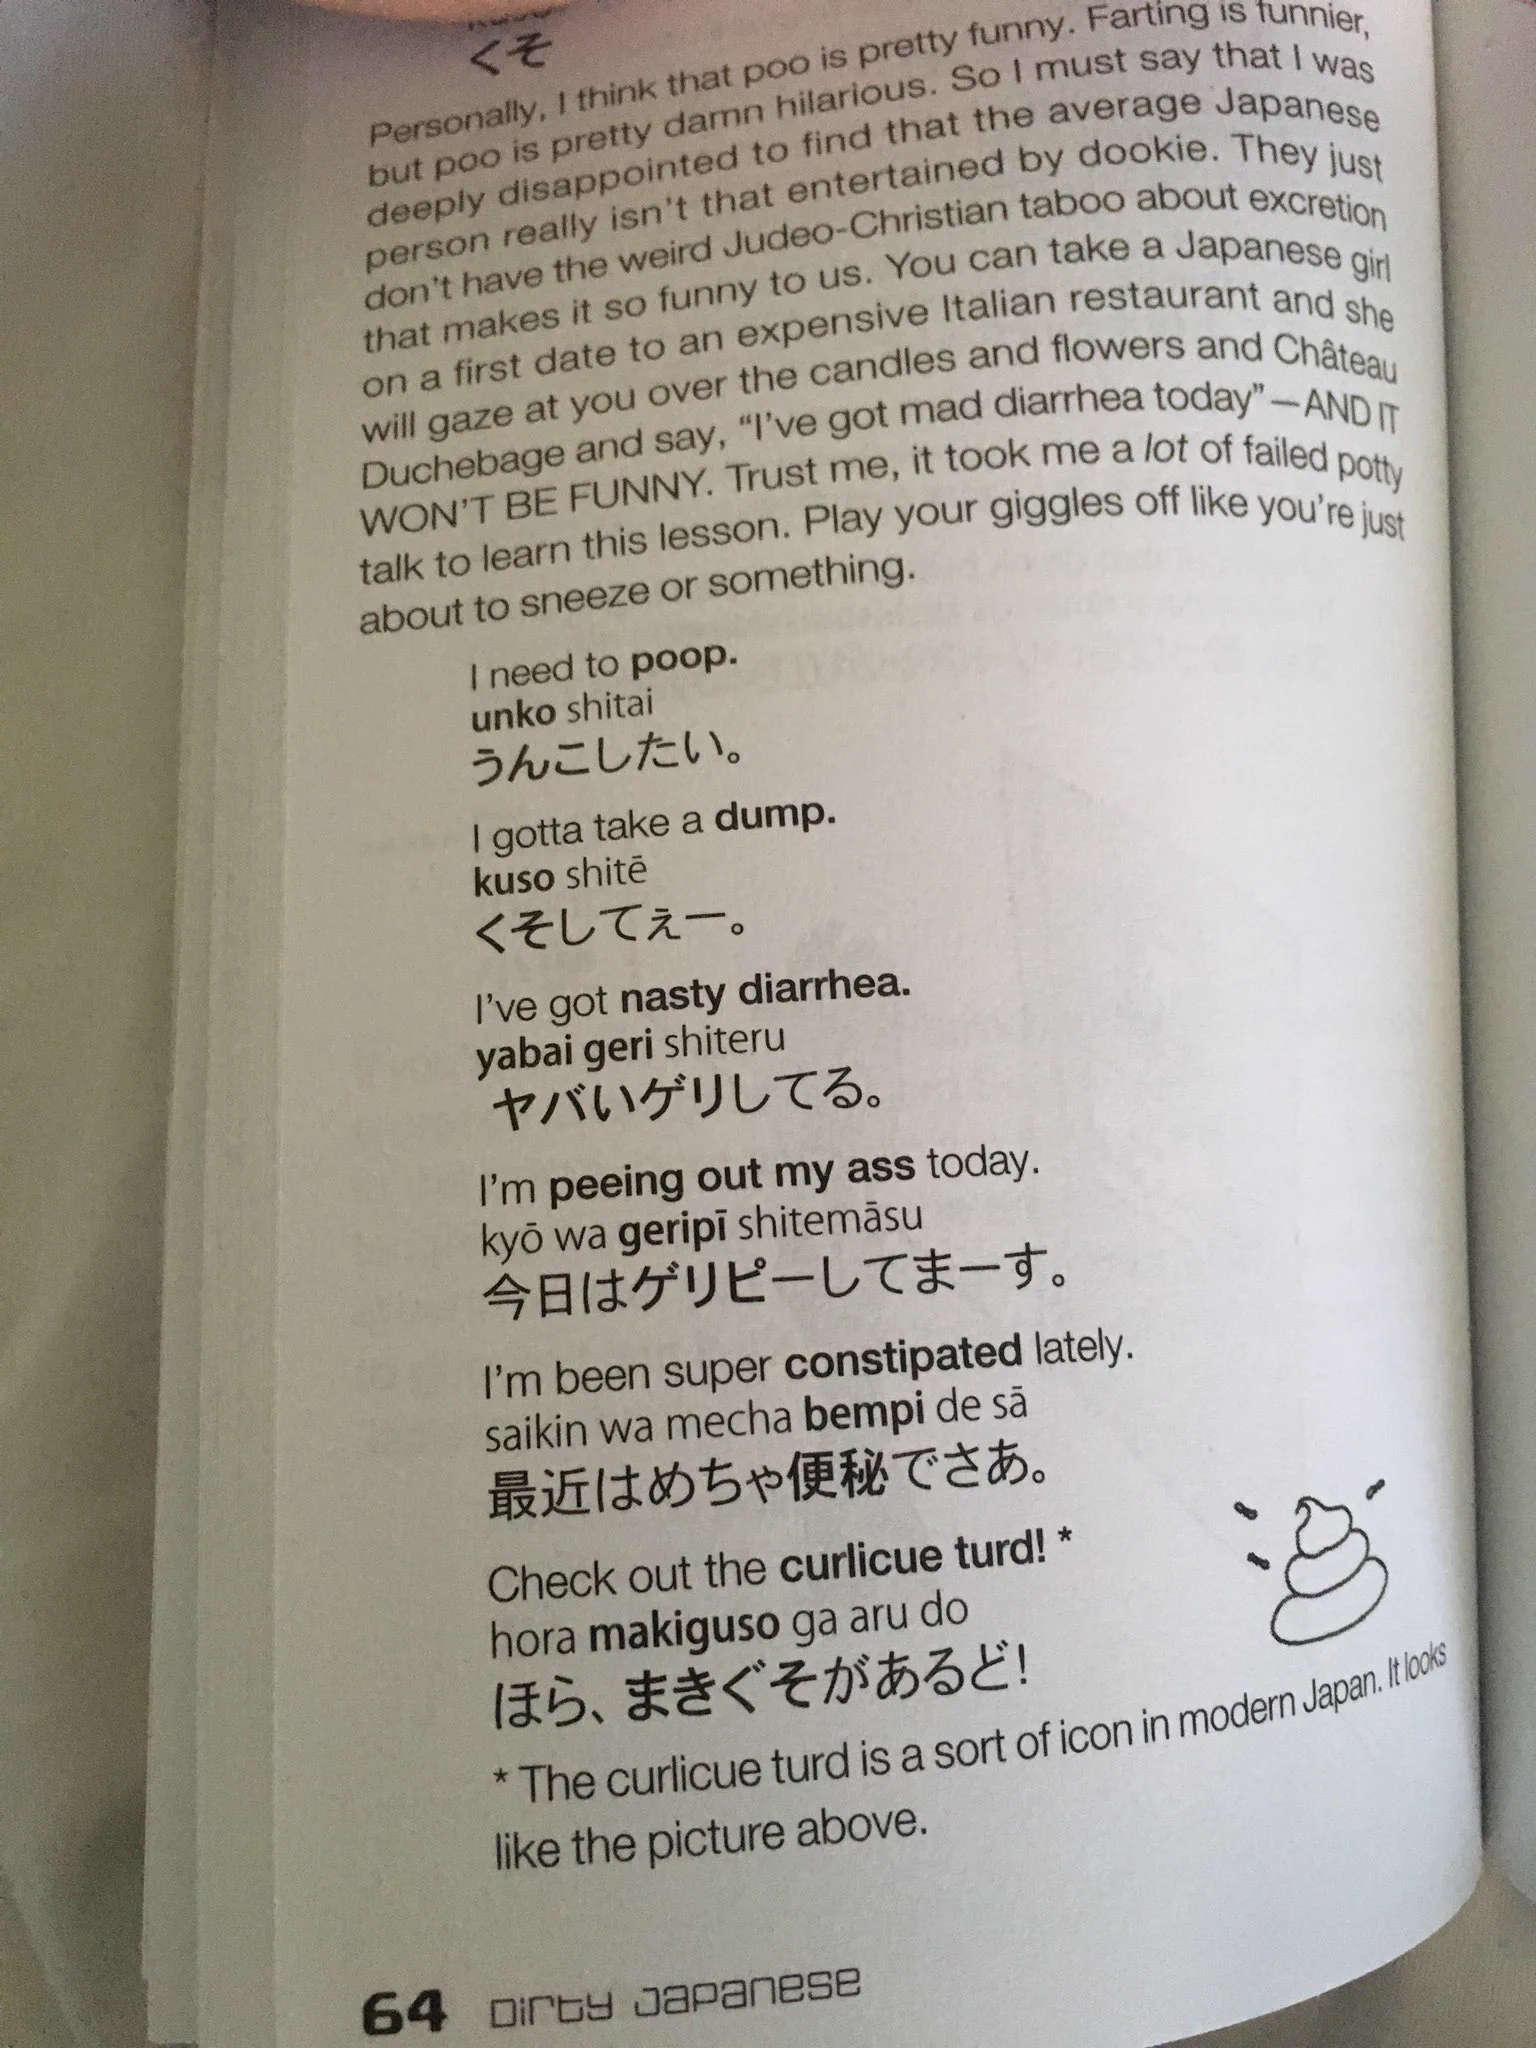 くそ
Personally, I think that poo is pretty funny. Farting is funnier,
but poo is pretty damn hilarious. So I must say that I was
deeply disappointed to find that the average Japanese
person really isn't that entertained by dookie. They just
don't have the weird Judeo-Christian taboo about excretion
that makes it so funny to us. You can take a Japanese girl
on a first date to an expensive Italian restaurant and she
will gaze at you over the candles and flowers and Château
Duchebage and say, “I've got mad diarrhea today”—AND IT
WON'T BE FUNNY. Trust me, it took me a lot of failed potty
talk to learn this lesson. Play your giggles off like you're just
about to sneeze or something.
I need to poop.
unko shitai
うんこしたい。
I gotta take a dump.
kuso shitē
くそしてぇー。
I've got nasty diarrhea.
yabai geri shiteru
ヤバいゲリしてる。
I'm peeing out my ass today.
kyō wa geripī shitemāsu
今日はゲリピーしてまーす。
I'm been super constipated lately.
saikin wa mecha bempi de sā
最近はめちゃ便秘でさあ。
Check out the curlicue turd! *
hora makiguso ga aru do
ほら、まきぐそがあるど!
* The curlicue turd is a sort of icon in modern Japan. It looks
like the picture above.
64 Dirty Japanese